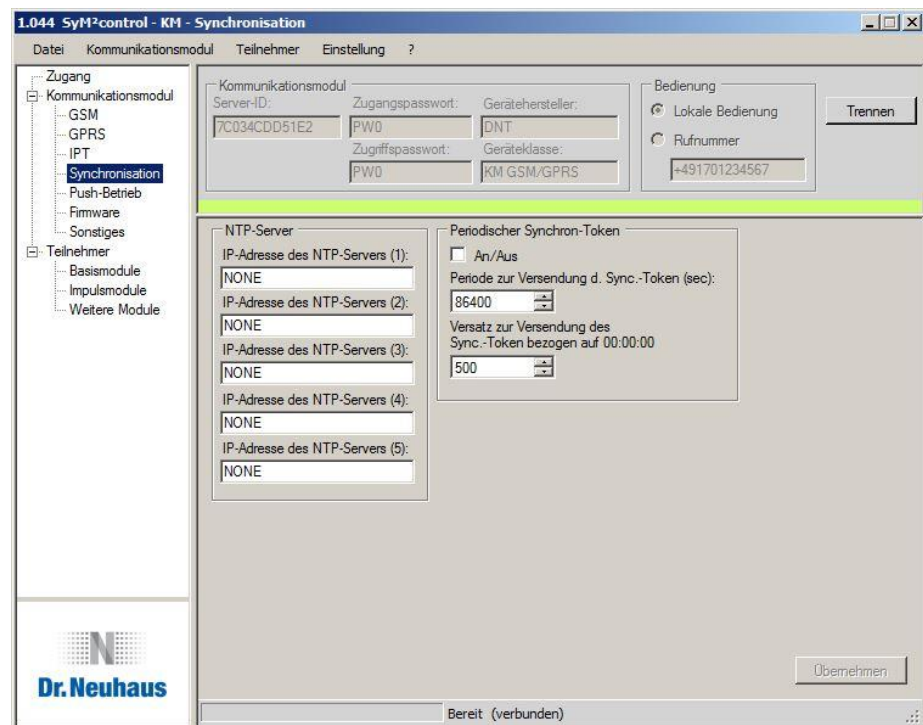 1.044 SyM²control - KM - Synchronisation
Datei Kommunikationsmodul Teilnehmer Einstellung ?
Zugang
Kommunikationsmodul
GSM
GPRS
IPT
Synchronisation
Push-Betrieb
Firmware
Sonstiges
Teilnehmer
Basismodule
Impulsmodule
Weitere Module
N
Dr.Neuhaus
Kommunikationsmodul
Server-ID: Zugangspasswort: Gerätehersteller:
7C034CDD51E2 PW0 DNT
Zugriffspasswort: Geräteklasse:
PW0 KM GSM/GPRS
Bedienung
Lokale Bedienung
Rufnummer
+491701234567
Trennen
NTP-Server
IP-Adresse des NTP-Servers (1):
NONE
IP-Adresse des NTP-Servers (2):
NONE
IP-Adresse des NTP-Servers (3):
NONE
IP-Adresse des NTP-Servers (4):
NONE
IP-Adresse des NTP-Servers (5):
NONE
Periodischer Synchron-Token
An/Aus
Periode zur Versendung d. Sync.-Token (sec):
86400
Versatz zur Versendung des
Sync.-Token bezogen auf 00:00:00
500
Übernehmen
Bereit (verbunden)